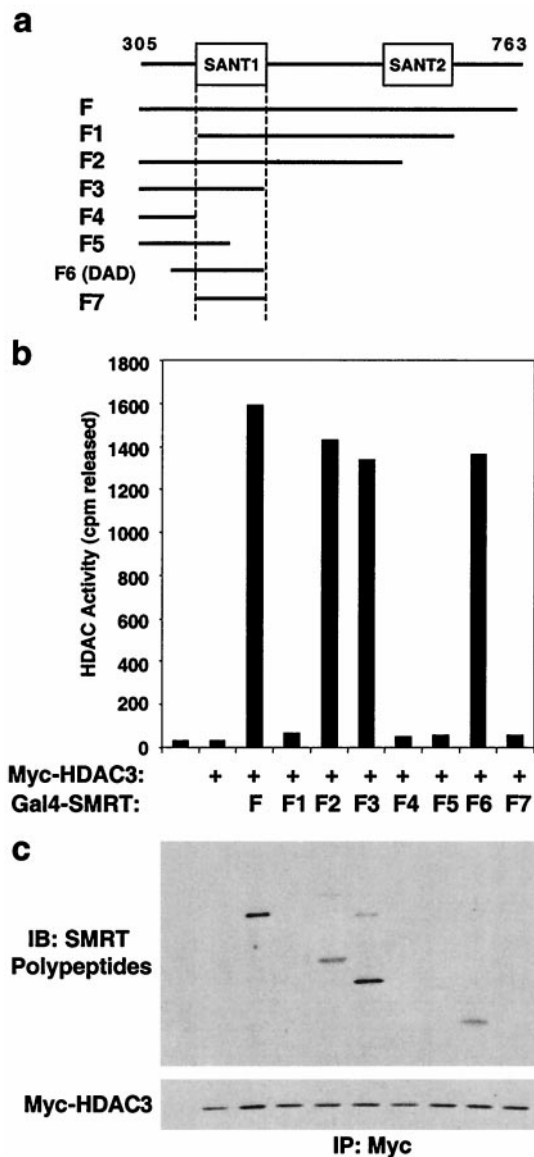 a
305 763
SANT1 SANT2
F
F1
F2
F3
F4
F5
F6 (DAD)
F7
b
HDAC Activity (cpm released)
1800
1600
1400
1200
1000
800
600
400
200
0
Myc-HDAC3: + + + + + + + + +
Gal4-SMRT: F F1 F2 F3 F4 F5 F6 F7
c
IB: SMRT
Polypeptides
Myc-HDAC3
IP: Myc